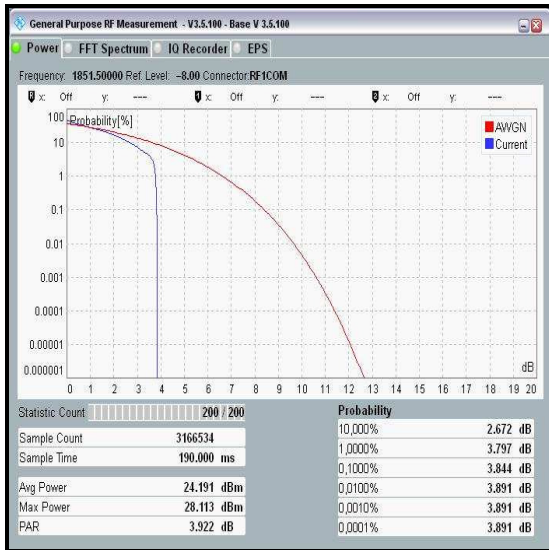 General Purpose RF Measurement - V3.5.100 - Base V 3.5.100
Power FFT Spectrum IQ Recorder EPS
Frequency: 1851.50000 Ref. Level: -8.00 Connector:RF1COM
R x: Off y: --- 1 x: Off y: --- 2 x: Off y: ---
Probability[%]
AWGN
Current
100
10
1
0.1
0.01
0.001
0.0001
0.00001
0.000001
dB
0 1 2 3 4 5 6 7 8 9 10 11 12 13 14 15 16 17 18 19 20
Statistic Count 200 / 200
Sample Count 3166534
Sample Time 190.000 ms
Avg Power 24.191 dBm
Max Power 28.113 dBm
PAR 3.922 dB
Probability
10,000% 2.672 dB
1,0000% 3.797 dB
0,1000% 3.844 dB
0,0100% 3.891 dB
0,0010% 3.891 dB
0,0001% 3.891 dB